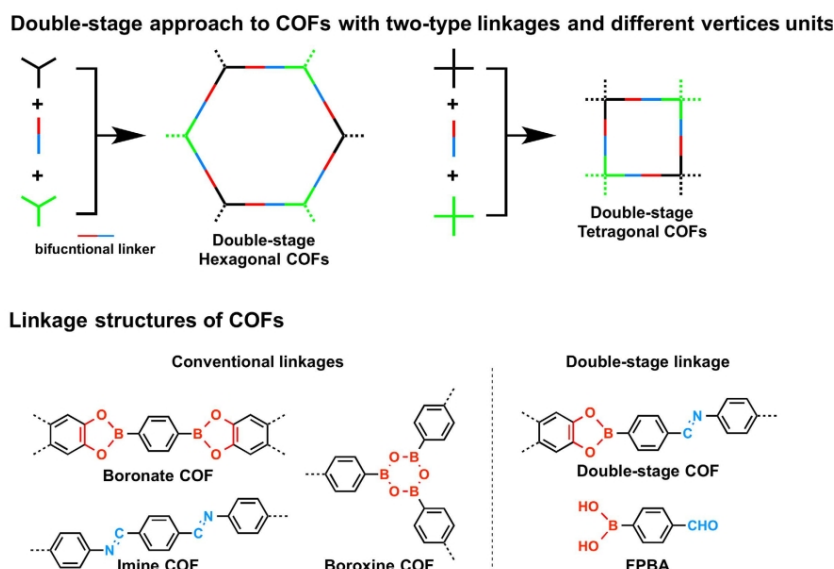 Double-stage approach to COFs with two-type linkages and different vertices units
+
+
bifucntional linker
Double-stage
Hexagonal COFs
+
+
Double-stage
Tetragonal COFs
Linkage structures of COFs
Conventional linkages
O
O
B
B
O
O
Boronate COF
N
C
C
N
Imine COF
B
O
B
O
O
B
Boroxine COF
Double-stage linkage
O
O
B
C
N
Double-stage COF
HO
B
HO
CHO
FPBA